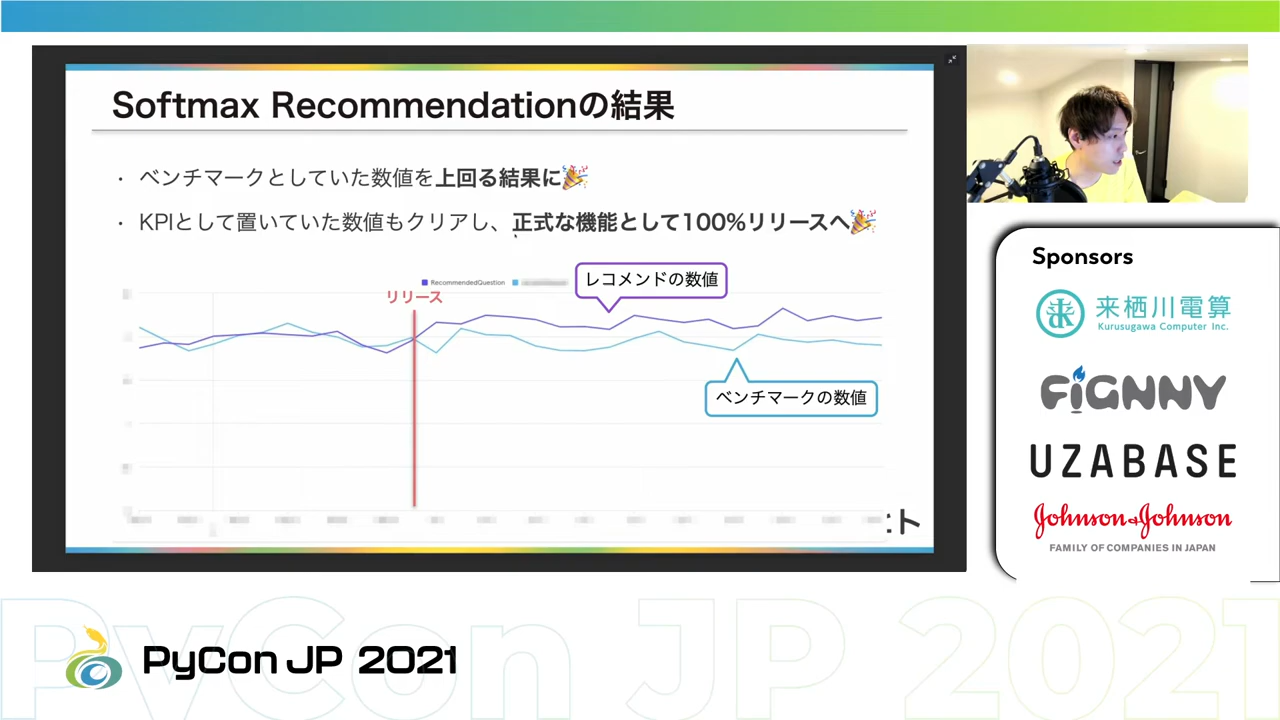 Softmax Recommendationの結果
・ ベンチマークとしていた数値を上回る結果に🎉
・ KPIとして置いていた数値もクリアし、正式な機能として100%リリースへ🎉
RecommendedQuestion
レコメンドの数値
リリース
ベンチマークの数値
ト
Sponsors
来栖川電算
Kurusugawa Computer Inc.
FiGNNY
UZABASE
Johnson&Johnson
FAMILY OF COMPANIES IN JAPAN
PyCon JP 2021
PyCon JP 2021